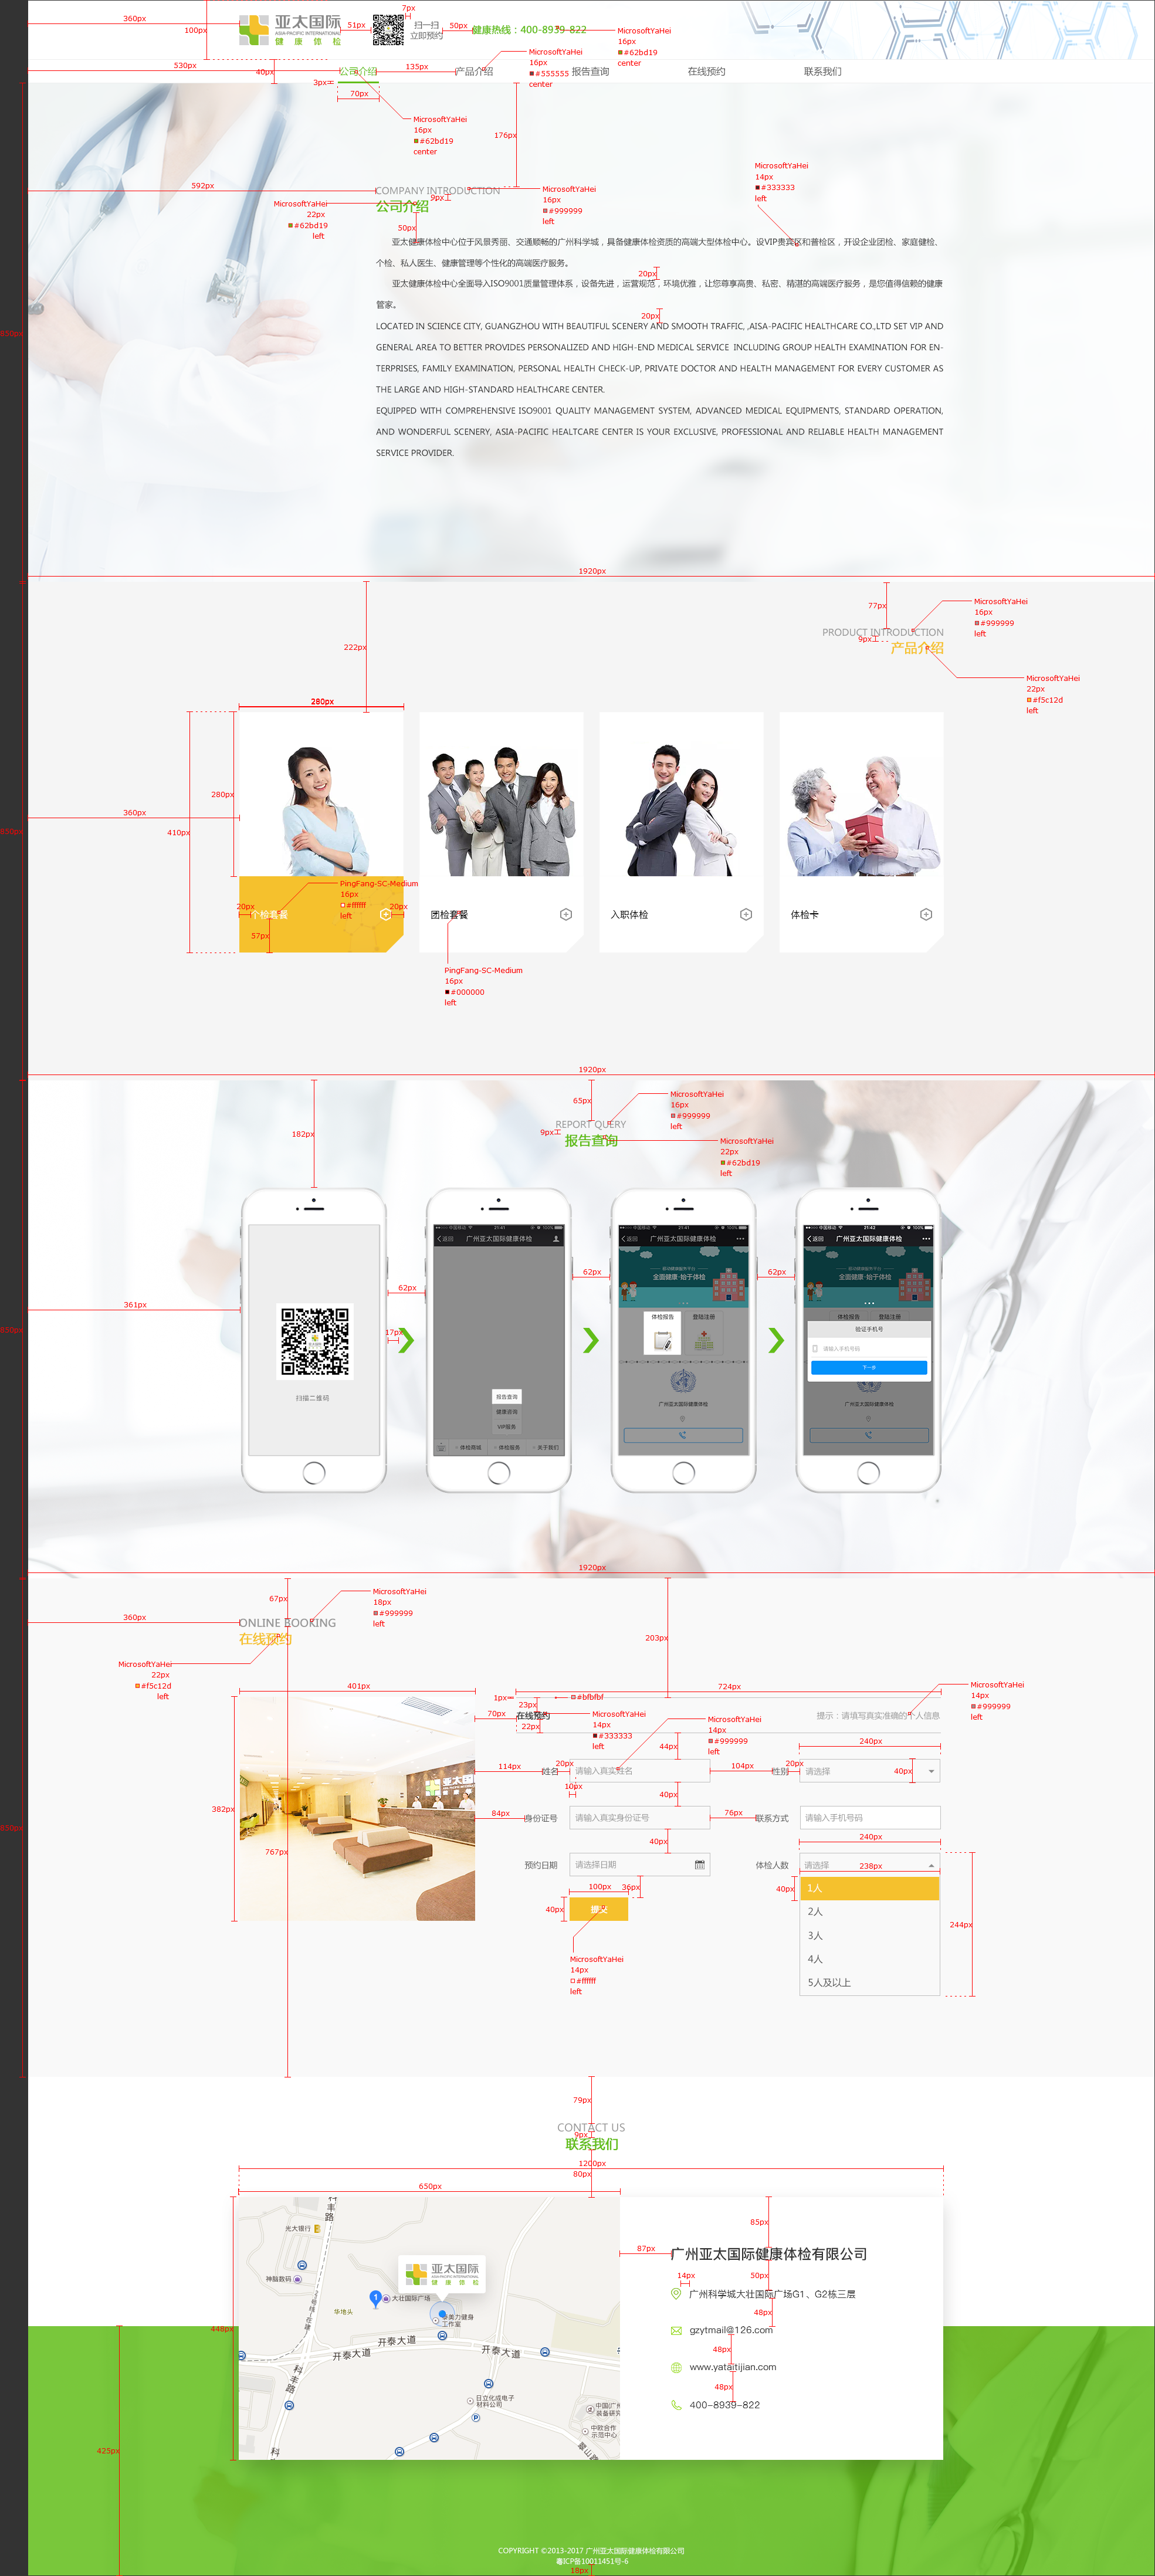 360px
100px
亚太国际
ASIA-PACIFIC INTERNATIONAL
健康体检
51px
7px
扫一扫
立即预约
50px
健康热线：400-8939-822
MicrosoftYaHei
16px
#62bd19
center
530px
40px
公司介绍
135px
产品介绍
报告查询
在线预约
联系我们
MicrosoftYaHei
16px
#555555
center
3px
70px
MicrosoftYaHei
16px
#62bd19
center
176px
592px
COMPANY INTRODUCTION
公司介绍
9px
MicrosoftYaHei
22px
#62bd19
left
MicrosoftYaHei
16px
#999999
left
MicrosoftYaHei
14px
#333333
left
50px
亚太健康体检中心位于风景秀丽、交通顺畅的广州科学城，具备健康体检资质的高端大型体检中心。设VIP贵宾区和普检区，开设企业团检、家庭健检、
个检、私人医生、健康管理等个性化的高端医疗服务。
20px
亚太健康体检中心全面导入ISO9001质量管理体系，设备先进，运营规范，环境优雅，让您尊享高贵、私密、精湛的高端医疗服务，是您值得信赖的健康
管家。
20px
LOCATED IN SCIENCE CITY, GUANGZHOU WITH BEAUTIFUL SCENERY AND SMOOTH TRAFFIC, ,AISA-PACIFIC HEALTHCARE CO.,LTD SET VIP AND
GENERAL AREA TO BETTER PROVIDES PERSONALIZED AND HIGH-END MEDICAL SERVICE INCLUDING GROUP HEALTH EXAMINATION FOR EN-
TERPRISES, FAMILY EXAMINATION, PERSONAL HEALTH CHECK-UP, PRIVATE DOCTOR AND HEALTH MANAGEMENT FOR EVERY CUSTOMER AS
THE LARGE AND HIGH-STANDARD HEALTHCARE CENTER.
EQUIPPED WITH COMPREHENSIVE ISO9001 QUALITY MANAGEMENT SYSTEM, ADVANCED MEDICAL EQUIPMENTS, STANDARD OPERATION,
AND WONDERFUL SCENERY, ASIA-PACIFIC HEALTCARE CENTER IS YOUR EXCLUSIVE, PROFESSIONAL AND RELIABLE HEALTH MANAGEMENT
SERVICE PROVIDER.
850px
1920px
77px
222px
PRODUCT INTRODUCTION
9px
产品介绍
MicrosoftYaHei
16px
#999999
left
MicrosoftYaHei
22px
#f5c12d
left
280px
280px
360px
410px
850px
20px
个检套餐
20px
57px
PingFang-SC-Medium
16px
#ffffff
left
团检套餐
入职体检
体检卡
PingFang-SC-Medium
16px
#000000
left
1920px
65px
182px
REPORT QUERY
9px
报告查询
MicrosoftYaHei
16px
#999999
left
MicrosoftYaHei
22px
#62bd19
left
361px
850px
扫描二维码
62px
17px
中国移动 21:41 100%
返回 广州亚太国际健康体检
报告查询
健康咨询
VIP服务
体检商城 体检服务 关于我们
62px
中国移动 21:41 100%
返回 广州亚太国际健康体检
全面健康·始于体检
体检报告 登陆注册
广州亚太国际健康体检
62px
中国移动 21:42 100%
返回 广州亚太国际健康体检
全面健康·始于体检
体检报告 登陆注册
验证手机号
请输入手机号码
下一步
广州亚太国际健康体检
1920px
67px
360px
ONLINE BOOKING
在线预约
MicrosoftYaHei
18px
#999999
left
MicrosoftYaHei
22px
#f5c12d
left
203px
401px
382px
767px
850px
亚太国际
724px
1px
#bfbfbf
23px
70px
在线预约
22px
MicrosoftYaHei
14px
#333333
left
提示：请填写真实准确的个人信息
MicrosoftYaHei
14px
#999999
left
MicrosoftYaHei
14px
#999999
left
44px
240px
114px
姓名
20px
请输入真实姓名
104px
性别
20px
请选择
40px
10px
40px
84px
身份证号
请输入真实身份证号
76px
联系方式
请输入手机号码
40px
240px
预约日期
请选择日期
体检人数
请选择
238px
100px
36px
40px
提交
40px
1人
2人
3人
4人
5人及以上
244px
MicrosoftYaHei
14px
#ffffff
left
79px
CONTACT US
9px
联系我们
1200px
80px
650px
448px
科丰路
光大银行
神脑数码
大壮国际广场
华地头
亚太国际
ASIA-PACIFIC INTERNATIONAL
健康体检
泰美力健身
工作室
开泰大道
开泰大道
开泰大道
科丰路
日立化成电子
材料公司
中欧合作
示范中心
85px
87px
广州亚太国际健康体检有限公司
14px
50px
广州科学城大壮国际广场G1、G2栋三层
48px
gzytmail@126.com
48px
www.yataitijian.com
48px
400-8939-822
425px
COPYRIGHT ©2013-2017 广州亚太国际健康体检有限公司
粤ICP备10011451号-6
18px